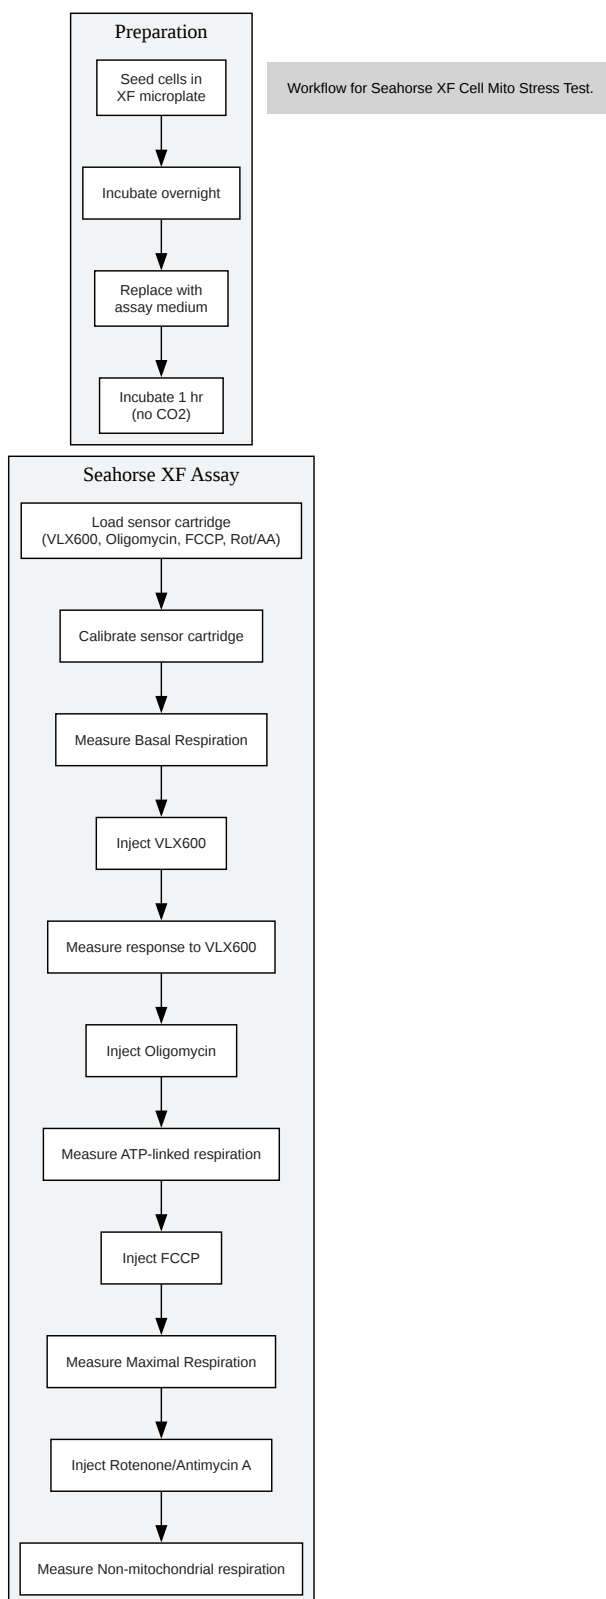 Preparation
Seed cells in
XF microplate
Workflow for Seahorse XF Cell Mito Stress Test.
Incubate overnight
Replace with
assay medium
Incubate 1 hr
(no CO2)
Seahorse XF Assay
Load sensor cartridge
(VLX600, Oligomycin, FCCP, Rot/AA)
Calibrate sensor cartridge
Measure Basal Respiration
Inject VLX600
Measure response to VLX600
Inject Oligomycin
Measure ATP-linked respiration
Inject FCCP
Measure Maximal Respiration
Inject Rotenone/Antimycin A
Measure Non-mitochondrial respiration